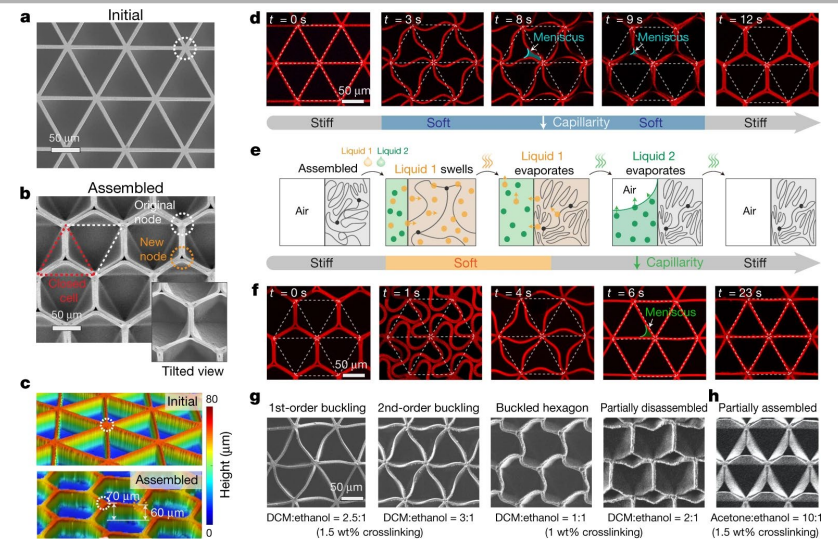 a
Initial
50 μm
b
Assembled
Original
node
New
node
Closed
cell
50 μm
Tilted view
c
Initial
Assembled
70 μm
60 μm
80
Height (μm)
0
d
t = 0 s
50 μm
t = 3 s
t = 8 s
Meniscus
t = 9 s
Meniscus
t = 12 s
Stiff
Soft
Capillarity
Soft
Stiff
e
Liquid 1 Liquid 2
Assembled
Air
Liquid 1 swells
Liquid 1
evaporates
Liquid 2
evaporates
Air
Air
Stiff
Soft
Capillarity
Stiff
f
t = 0 s
50 μm
t = 1 s
t = 4 s
t = 6 s
Meniscus
t = 23 s
g
1st-order buckling
50 μm
DCM:ethanol = 2.5:1
2nd-order buckling
DCM:ethanol = 3:1
(1.5 wt% crosslinking)
Buckled hexagon
DCM:ethanol = 1:1
Partially disassembled
DCM:ethanol = 2:1
(1 wt% crosslinking)
h
Partially assembled
Acetone:ethanol = 10:1
(1.5 wt% crosslinking)